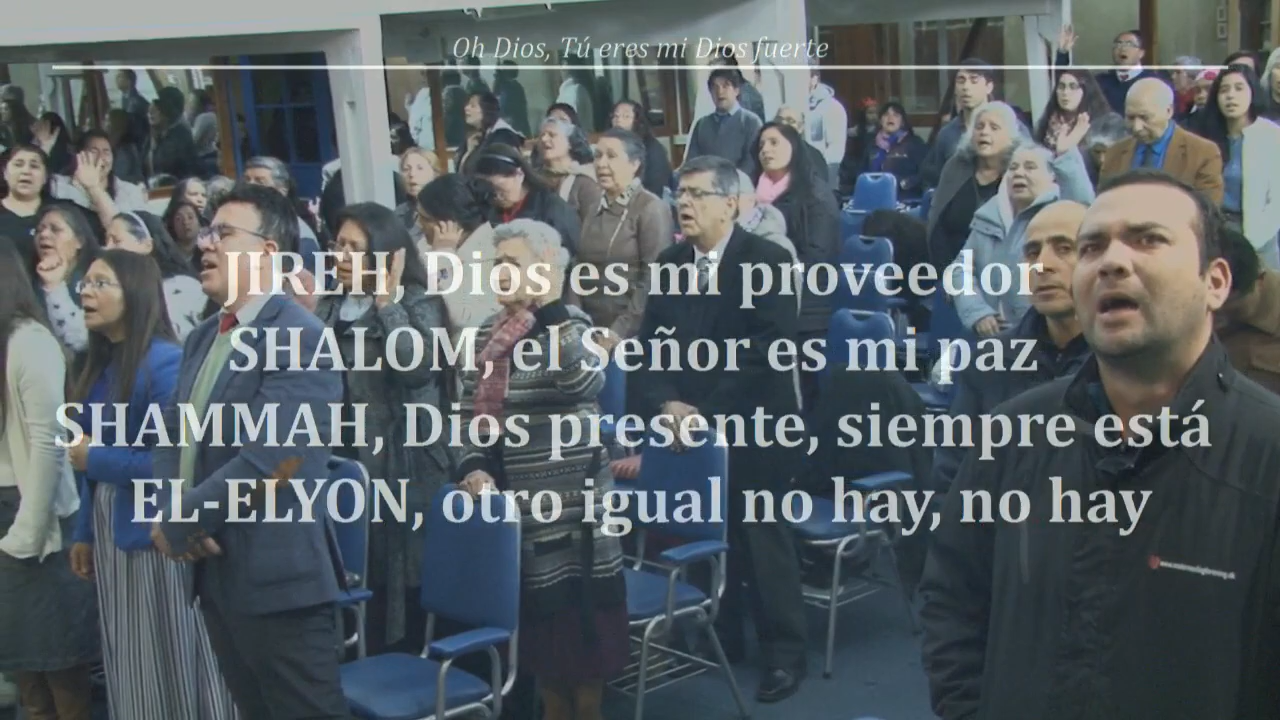 Oh Dios, Tú eres mi Dios fuerte
JIREH, Dios es mi proveedor
SHALOM, el Señor es mi paz
SHAMMAH, Dios presente, siempre está
EL-ELYON, otro igual no hay, no hay